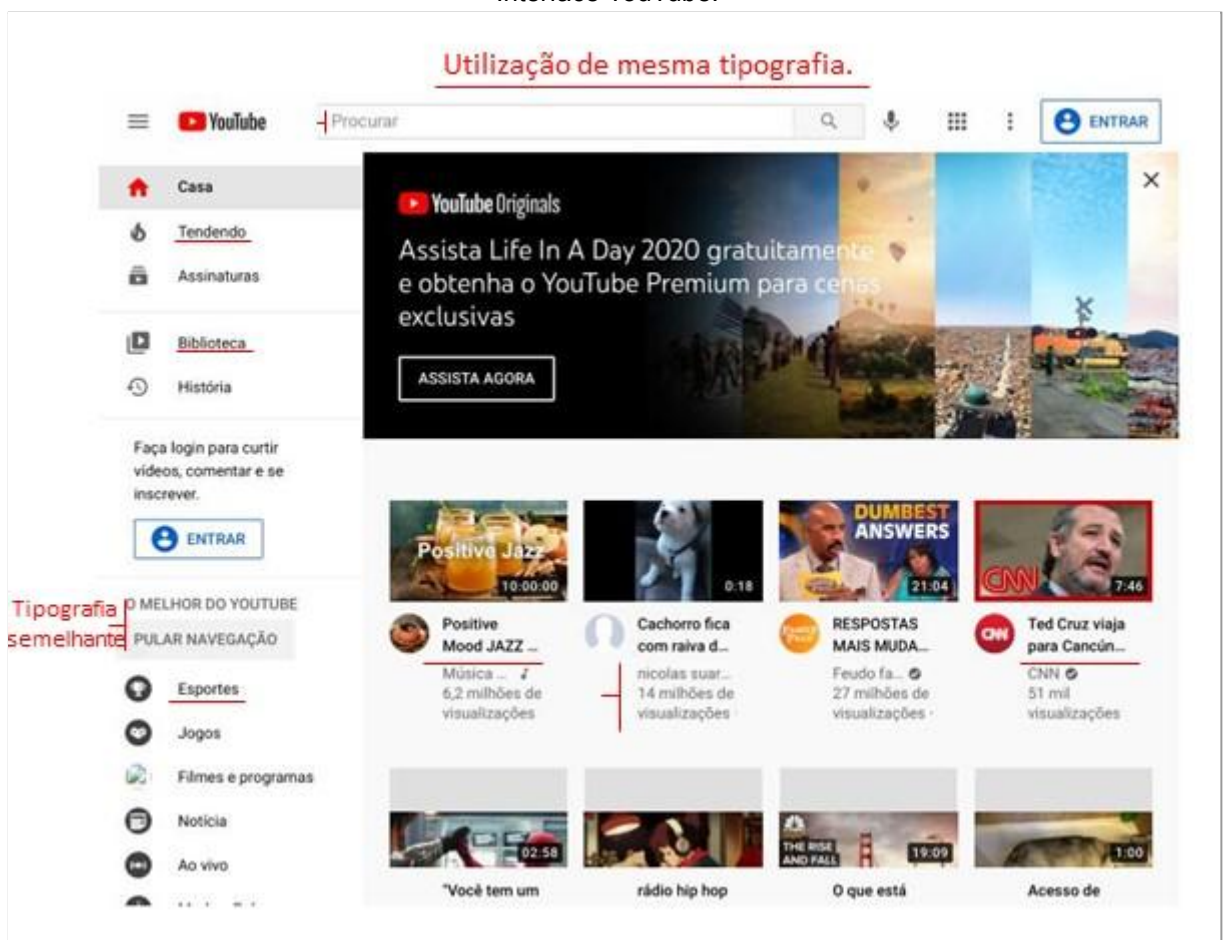 Interface YouTube.
Utilização de mesma tipografia.
YouTube
Procurar
ENTRAR
Casa
Tendendo
Assinaturas
Biblioteca
História
Faça login para curtir
vídeos, comentar e se
inscrever.
ENTRAR
Tipografia
semelhante
O MELHOR DO YOUTUBE
PULAR NAVEGAÇÃO
Esportes
Jogos
Filmes e programas
Notícia
Ao vivo
YouTube Originals
Assista Life In A Day 2020 gratuitamente
e obtenha o YouTube Premium para cenas
exclusivas
ASSISTA AGORA
Positive Jazz
10:00:00
Positive
Mood JAZZ ...
Música ...
6,2 milhões de
visualizações
0:18
Cachorro fica
com raiva d...
nicolas suar...
14 milhões de
visualizações ·
DUMBEST
ANSWERS
21:04
RESPOSTAS
MAIS MUDA...
Feudo fa...
27 milhões de
visualizações ·
CNN
7:46
CNN
Ted Cruz viaja
para Cancún...
CNN
51 mil
visualizações
02:58
"Você tem um
rádio hip hop
THE RISE
AND FALL
19:09
O que está
1:00
Acesso de